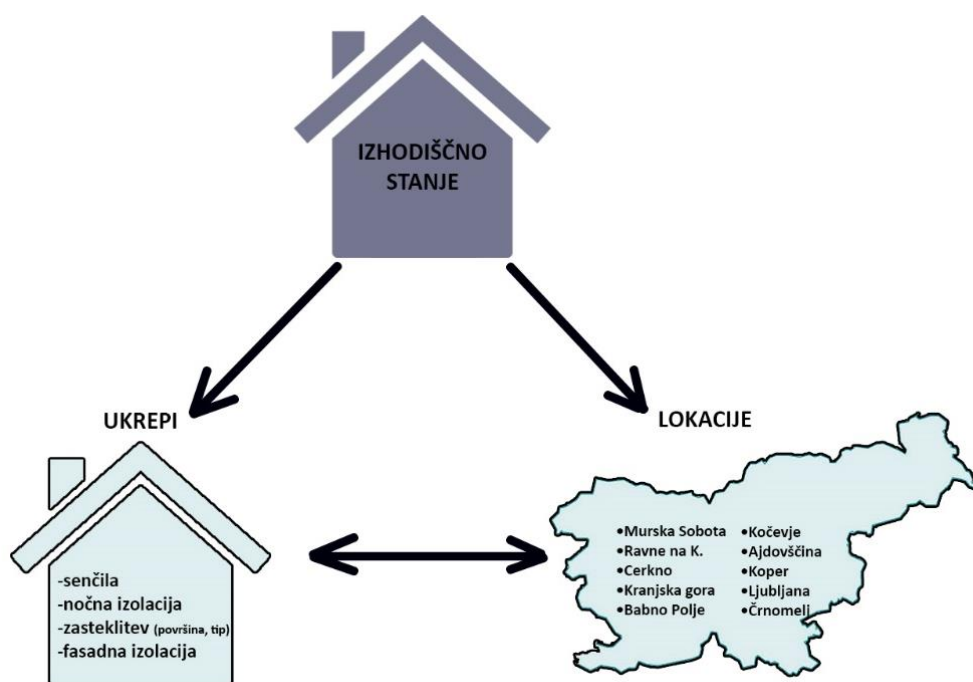 IZHODIŠČNO
STANJE
UKREPI
-senčila
-nočna izolacija
-zasteklitev (površina, tip)
-fasadna izolacija
LOKACIJE
•Murska Sobota
•Ravne na K.
•Cerkno
•Kranjska gora
•Babno Polje
•Kočevje
•Ajdovščina
•Koper
•Ljubljana
•Črnomelj